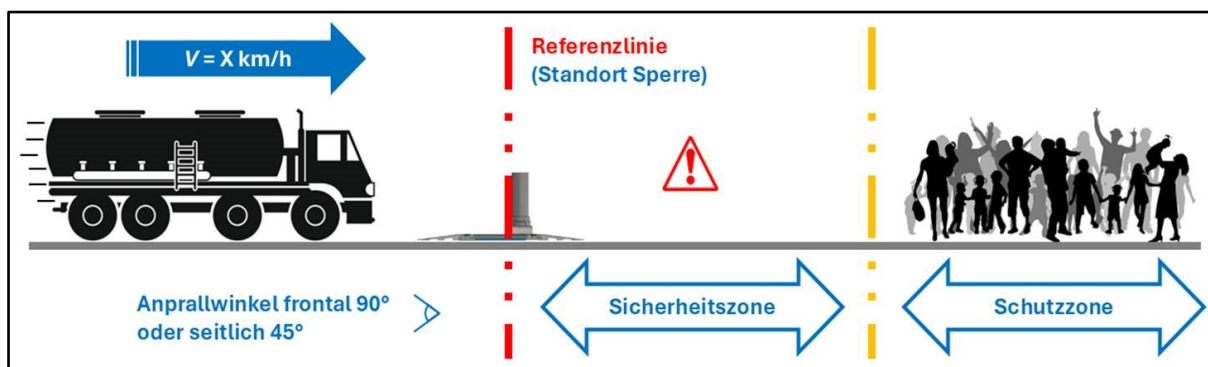 V = X km/h
Referenzlinie
(Standort Sperre)
Anprallwinkel frontal 90°
oder seitlich 45°
Sicherheitszone
Schutzzone